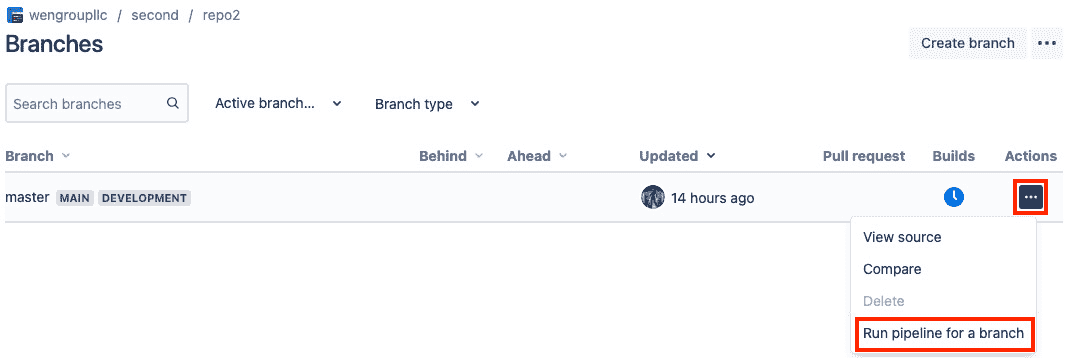 wengroupllc / second / repo2
Branches
Create branch
Search branches
Active branch...
Branch type
Branch Behind Ahead Updated Pull request Builds Actions
master MAIN DEVELOPMENT 14 hours ago
View source
Compare
Delete
Run pipeline for a branch